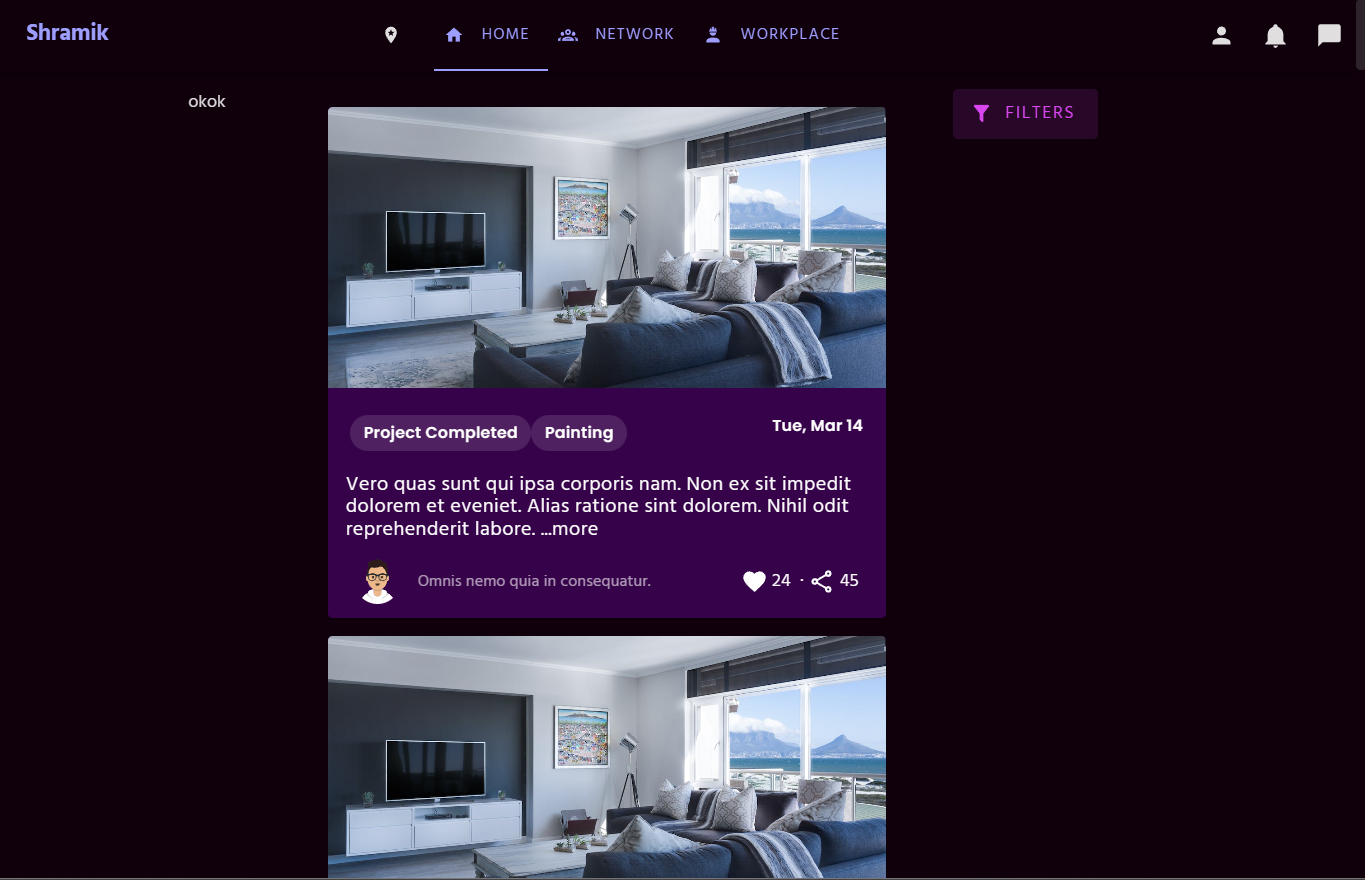 Shramik
HOME
NETWORK
WORKPLACE
okok
FILTERS
Project Completed
Painting
Tue, Mar 14
Vero quas sunt qui ipsa corporis nam. Non ex sit impedit
dolorem et eveniet. Alias ratione sint dolorem. Nihil odit
reprehenderit labore. ...more
Omnis nemo quia in consequatur.
24 · 45